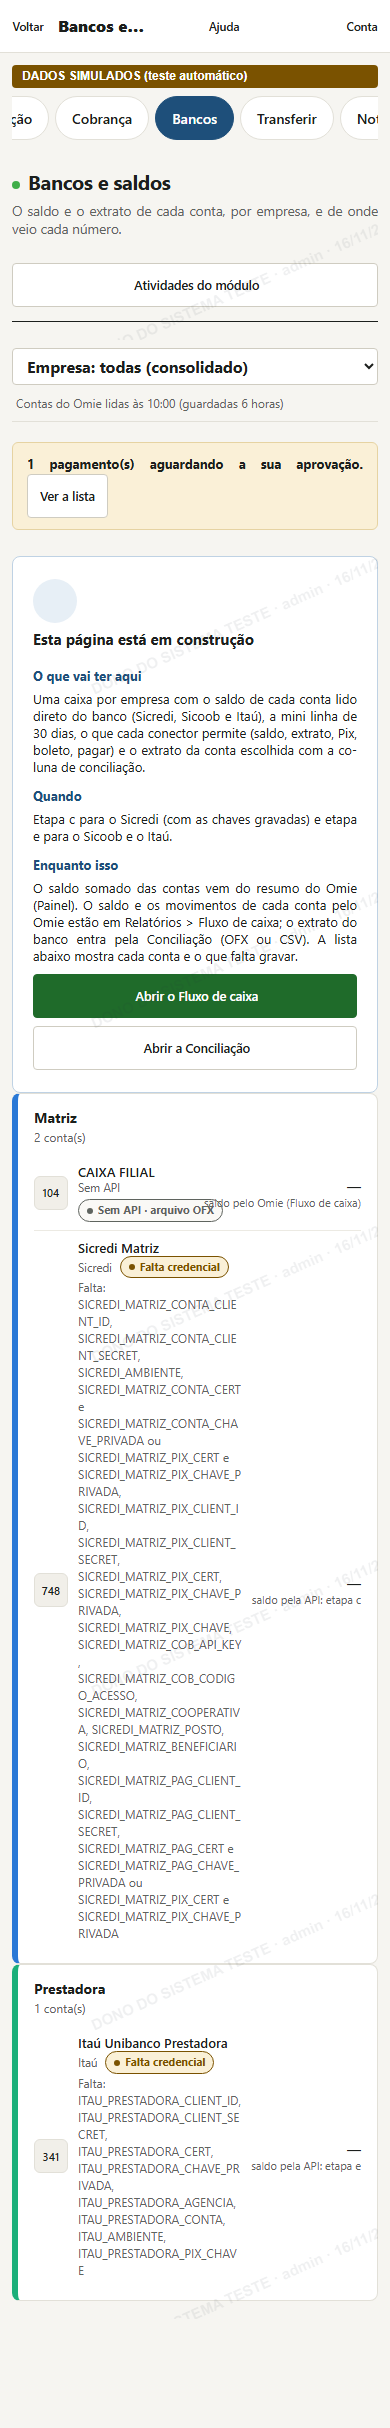 Voltar Bancos e... Ajuda Conta
DADOS SIMULADOS (teste automático)
ção Cobrança Bancos Transferir Not
Bancos e saldos
O saldo e o extrato de cada conta, por empresa, e de onde
veio cada número.
Atividades do módulo
Empresa: todas (consolidado)
Contas do Omie lidas às 10:00 (guardadas 6 horas)
1 pagamento(s) aguardando a sua aprovação.
Ver a lista
Esta página está em construção
O que vai ter aqui
Uma caixa por empresa com o saldo de cada conta lido
direto do banco (Sicredi, Sicoob e Itaú), a mini linha de
30 dias, o que cada conector permite (saldo, extrato, Pix,
boleto, pagar) e o extrato da conta escolhida com a co-
luna de conciliação.
Quando
Etapa c para o Sicredi (com as chaves gravadas) e etapa
e para o Sicoob e o Itaú.
Enquanto isso
O saldo somado das contas vem do resumo do Omie
(Painel). O saldo e os movimentos de cada conta pelo
Omie estão em Relatórios > Fluxo de caixa; o extrato do
banco entra pela Conciliação (OFX ou CSV). A lista
abaixo mostra cada conta e o que falta gravar.
Abrir o Fluxo de caixa
Abrir a Conciliação
Matriz
2 conta(s)
104
CAIXA FILIAL
Sem API
Sem API · arquivo OFX
—
saldo pelo Omie (Fluxo de caixa)
Sicredi Matriz
Sicredi Falta credencial
Falta:
SICREDI_MATRIZ_CONTA_CLIE
NT_ID,
SICREDI_MATRIZ_CONTA_CLIE
NT_SECRET,
SICREDI_AMBIENTE,
SICREDI_MATRIZ_CONTA_CERT
e
SICREDI_MATRIZ_CONTA_CHA
VE_PRIVADA ou
SICREDI_MATRIZ_PIX_CERT e
SICREDI_MATRIZ_PIX_CHAVE_P
RIVADA,
SICREDI_MATRIZ_PIX_CLIENT_I
D,
SICREDI_MATRIZ_PIX_CLIENT_
SECRET,
SICREDI_MATRIZ_PIX_CERT,
SICREDI_MATRIZ_PIX_CHAVE_P
RIVADA,
SICREDI_MATRIZ_PIX_CHAVE,
SICREDI_MATRIZ_COB_API_KEY
,
SICREDI_MATRIZ_COB_CODIG
O_ACESSO,
SICREDI_MATRIZ_COOPERATIV
A, SICREDI_MATRIZ_POSTO,
SICREDI_MATRIZ_BENEFICIARI
O,
SICREDI_MATRIZ_PAG_CLIENT_
ID,
SICREDI_MATRIZ_PAG_CLIENT_
SECRET,
SICREDI_MATRIZ_PAG_CERT e
SICREDI_MATRIZ_PAG_CHAVE_
PRIVADA ou
SICREDI_MATRIZ_PIX_CERT e
SICREDI_MATRIZ_PIX_CHAVE_P
RIVADA
748
—
saldo pela API: etapa c
Prestadora
1 conta(s)
Itaú Unibanco Prestadora
Itaú Falta credencial
Falta:
ITAU_PRESTADORA_CLIENT_ID,
ITAU_PRESTADORA_CLIENT_SE
CRET,
ITAU_PRESTADORA_CERT,
ITAU_PRESTADORA_CHAVE_PR
IVADA,
ITAU_PRESTADORA_AGENCIA,
ITAU_PRESTADORA_CONTA,
ITAU_AMBIENTE,
ITAU_PRESTADORA_PIX_CHAV
E
341
—
saldo pela API: etapa e
DONO DO SISTEMA TESTE · admin · 16/11/2